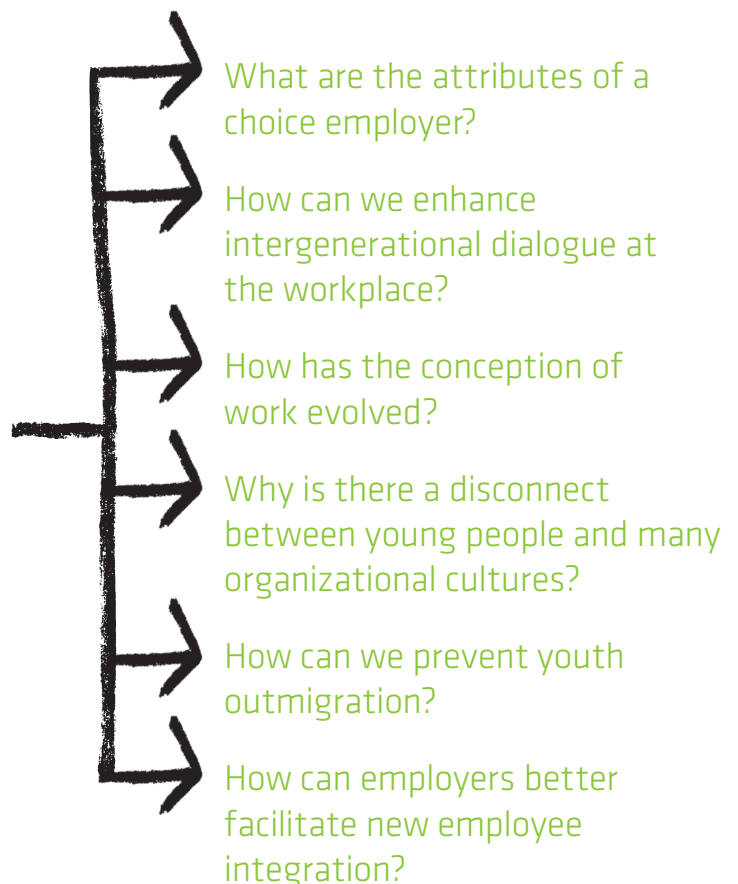 What are the attributes of a
choice employer?
How can we enhance
intergenerational dialogue at
the workplace?
How has the conception of
work evolved?
Why is there a disconnect
between young people and many
organizational cultures?
How can we prevent youth
outmigration?
How can employers better
facilitate new employee
integration?